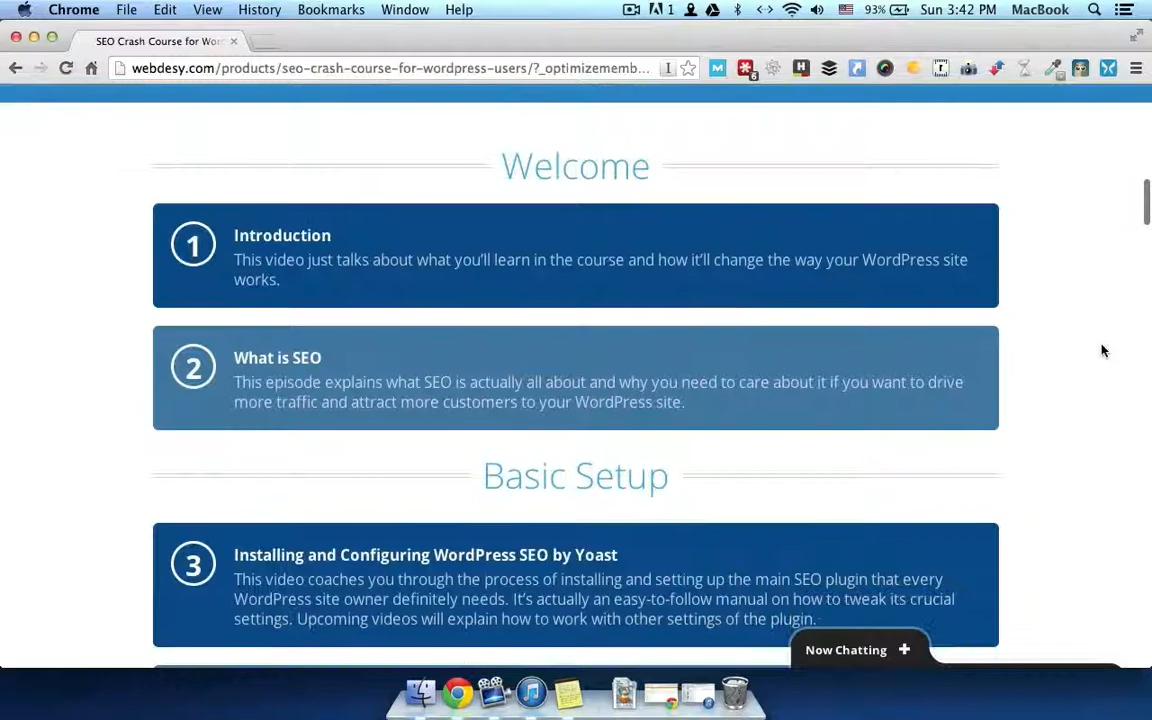 Chrome File Edit View History Bookmarks Window Help 1 93% Sun 3:42 PM MacBook
SEO Crash Course for Wor
webdesy.com/products/seo-crash-course-for-wordpress-users/?_optimizememb...
6
Welcome
1
Introduction
This video just talks about what you'll learn in the course and how it'll change the way your WordPress site
works.
2
What is SEO
This episode explains what SEO is actually all about and why you need to care about it if you want to drive
more traffic and attract more customers to your WordPress site.
Basic Setup
3
Installing and Configuring WordPress SEO by Yoast
This video coaches you through the process of installing and setting up the main SEO plugin that every
WordPress site owner definitely needs. It's actually an easy-to-follow manual on how to tweak its crucial
settings. Upcoming videos will explain how to work with other settings of the plugin.
Now Chatting +